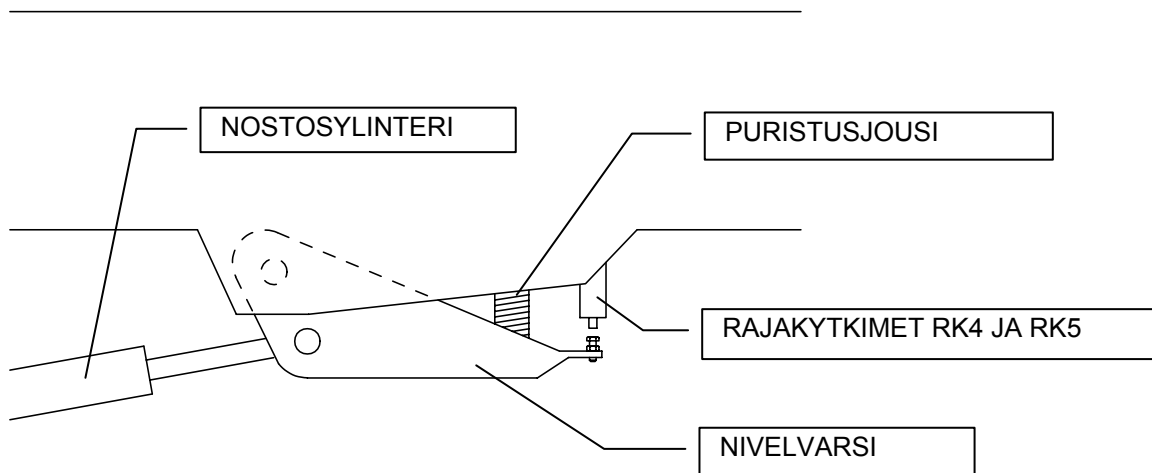 NOSTOSYLINTERI
PURISTUSJOUSI
RAJAKYTKIMET RK4 JA RK5
NIVELVARSI